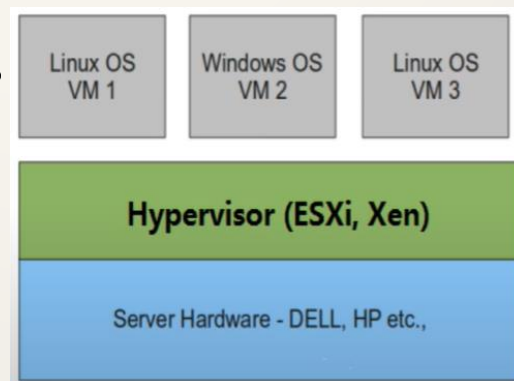 Linux OS
VM 1
Windows OS
VM 2
Linux OS
VM 3
Hypervisor (ESXi, Xen)
Server Hardware - DELL, HP etc.,